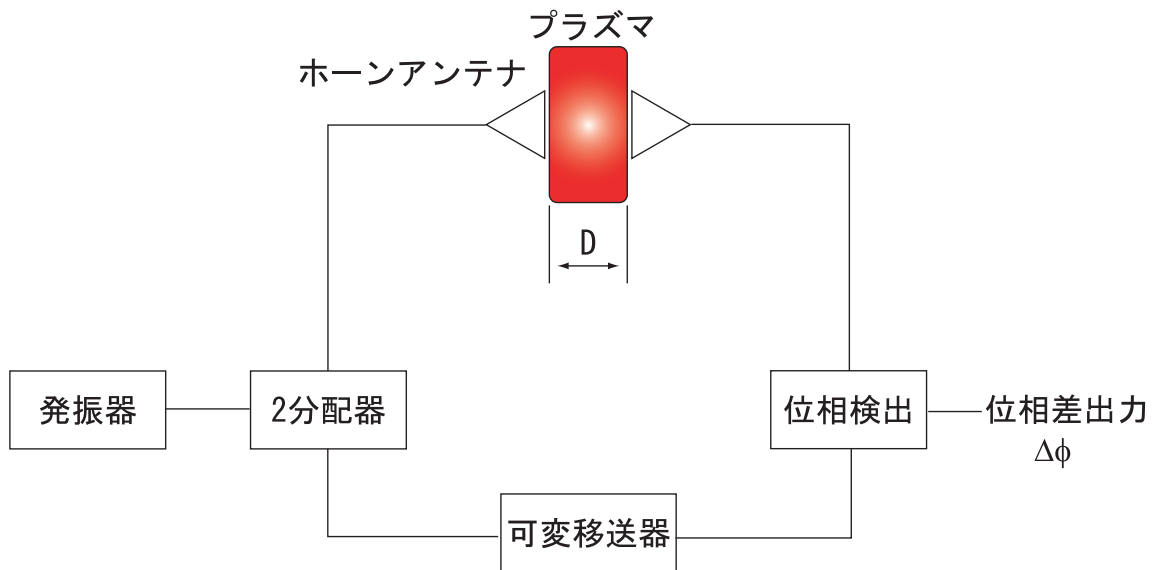 プラズマ
ホーンアンテナ
D
発振器
2分配器
位相検出
位相差出力
Δϕ
可変移送器